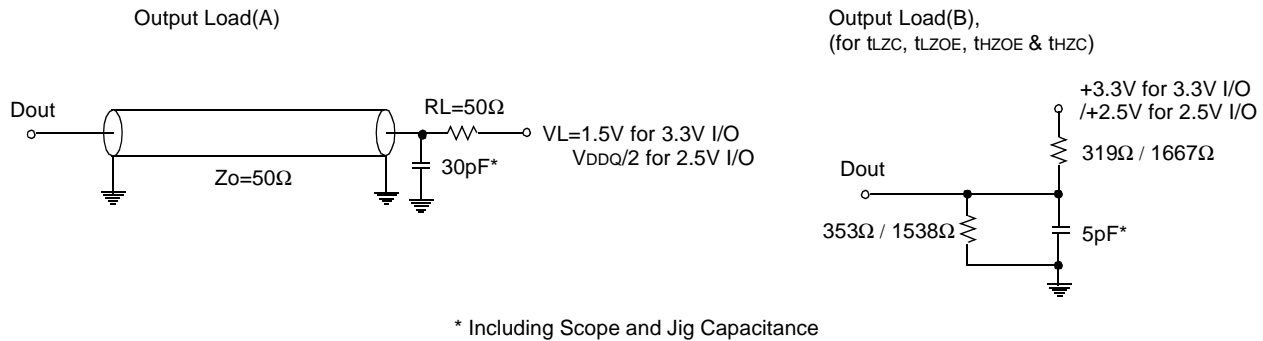 Output Load(A)
Dout
Zo=50Ω
RL=50Ω
30pF*
VL=1.5V for 3.3V I/O
VDDQ/2 for 2.5V I/O
Output Load(B),
(for tLZC, tLZOE, tHZOE & tHZC)
+3.3V for 3.3V I/O
/+2.5V for 2.5V I/O
319Ω / 1667Ω
Dout
353Ω / 1538Ω
5pF*
* Including Scope and Jig Capacitance